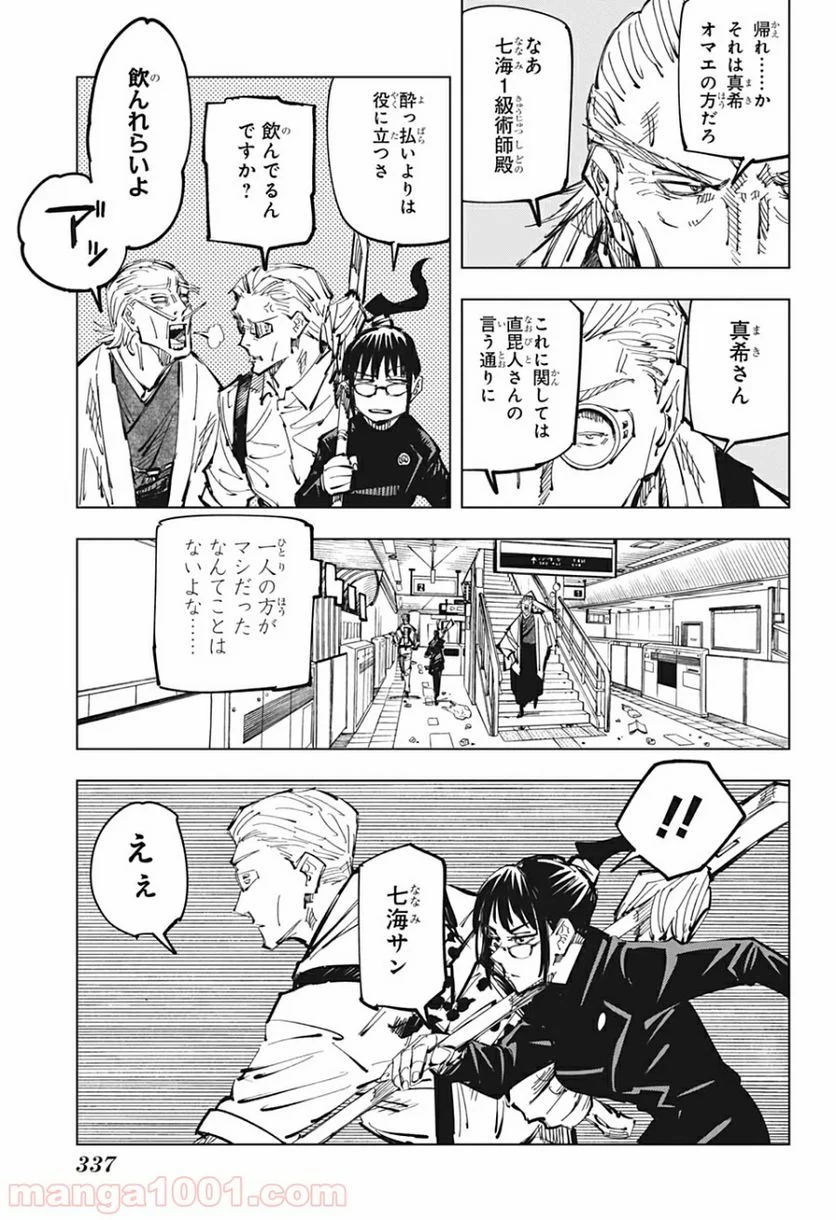 帰れ……か
それは真希
オマエの方だろ
なあ
七海1級術師殿
真希さん
これに関しては
直毘人さんの
言う通りに
酔っ払いよりは
役に立つさ
飲んでるん
ですか?
飲んれらいよ
アッ
一人の方が
マシだった
なんてことは
ないよな……
!!
七海サン
ええ
337
manga1001.com